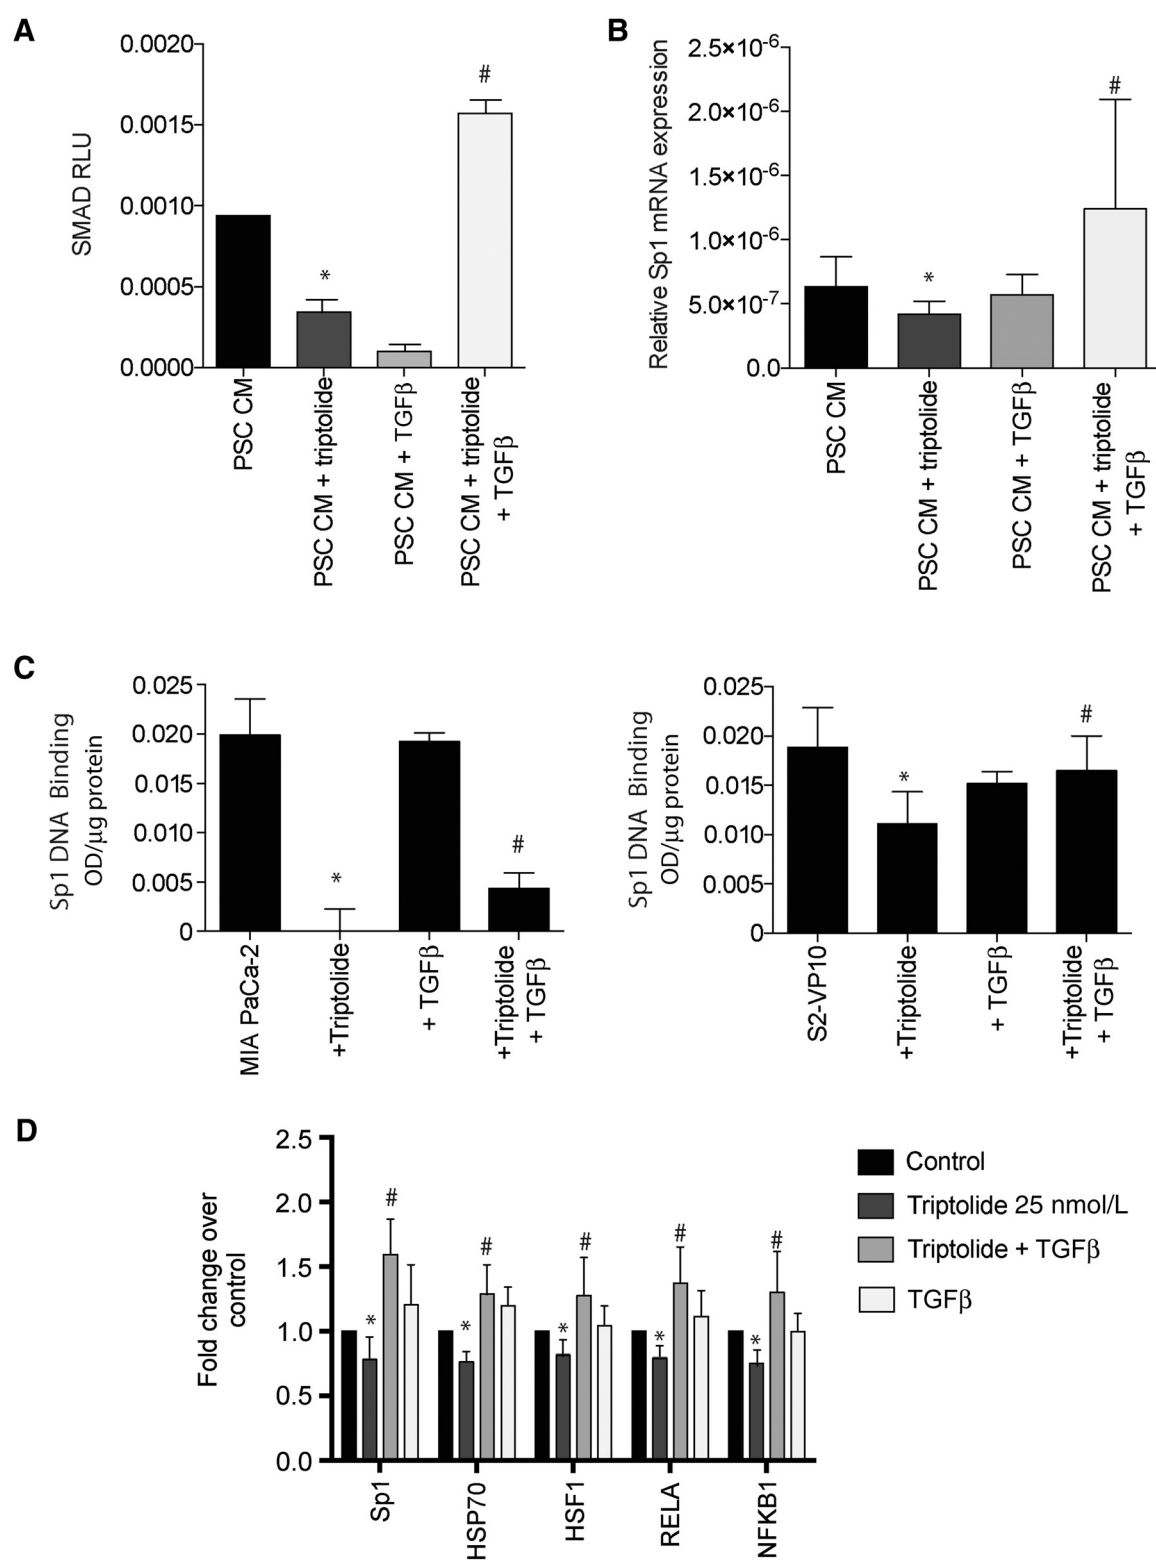 A
0.0020
0.0015
0.0010
0.0005
0.0000
SMAD RLU
*
#
PSC CM
PSC CM + triptolide
PSC CM + TGFβ
PSC CM + triptolide
+ TGFβ
B
2.5×10-6
2.0×10-6
1.5×10-6
1.0×10-6
5.0×10-7
0.0
Relative Sp1 mRNA expression
*
#
PSC CM
PSC CM + triptolide
PSC CM + TGFβ
PSC CM + triptolide
+ TGFβ
C
0.025
0.020
0.015
0.010
0.005
0
Sp1 DNA Binding
OD/µg protein
*
#
MIA PaCa-2
+Triptolide
+ TGFβ
+Triptolide
+ TGFβ
0.025
0.020
0.015
0.010
0.005
0
Sp1 DNA Binding
OD/µg protein
*
#
S2-VP10
+Triptolide
+ TGFβ
+Triptolide
+ TGFβ
D
2.5
2.0
1.5
1.0
0.5
0.0
Fold change over
control
* # * # * # * # * #
Sp1
HSP70
HSF1
RELA
NFKB1
Control
Triptolide 25 nmol/L
Triptolide + TGFβ
TGFβ